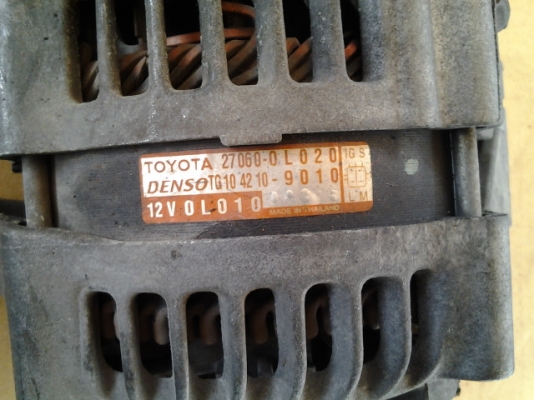 TOYOTA 27060-0L020 IG S
DENSO TG104210-9010
12V 0L010 MADE IN THAILAND L M